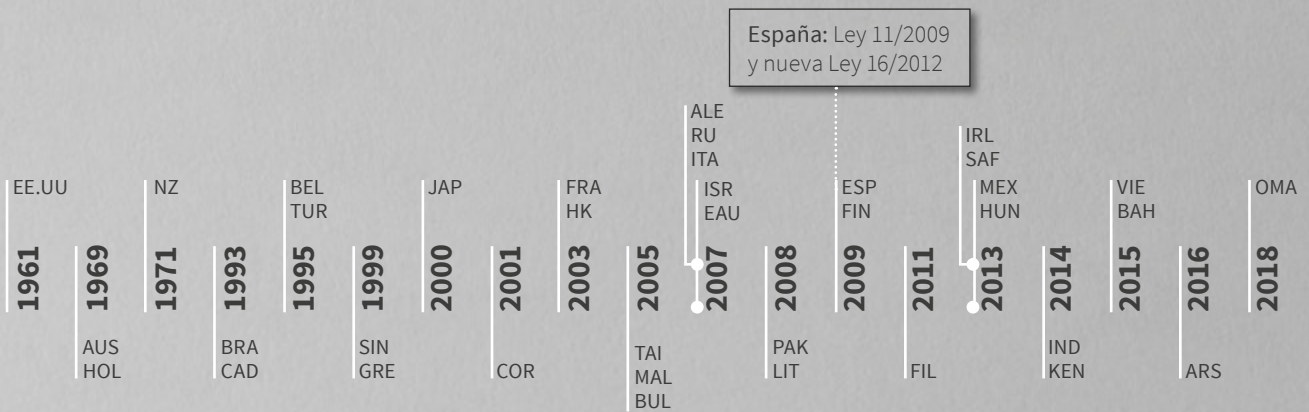 España: Ley 11/2009
y nueva Ley 16/2012
ALE
RU
ITA
ISR
EAU
IRL
SAF
MEX
HUN
EE.UU
NZ
BEL
TUR
JAP
FRA
HK
ESP
FIN
VIE
BAH
OMA
1961
1969
1971
1993
1995
1999
2000
2001
2003
2005
2007
2008
2009
2011
2013
2014
2015
2016
2018
AUS
HOL
BRA
CAD
SIN
GRE
COR
TAI
MAL
BUL
PAK
LIT
FIL
IND
KEN
ARS